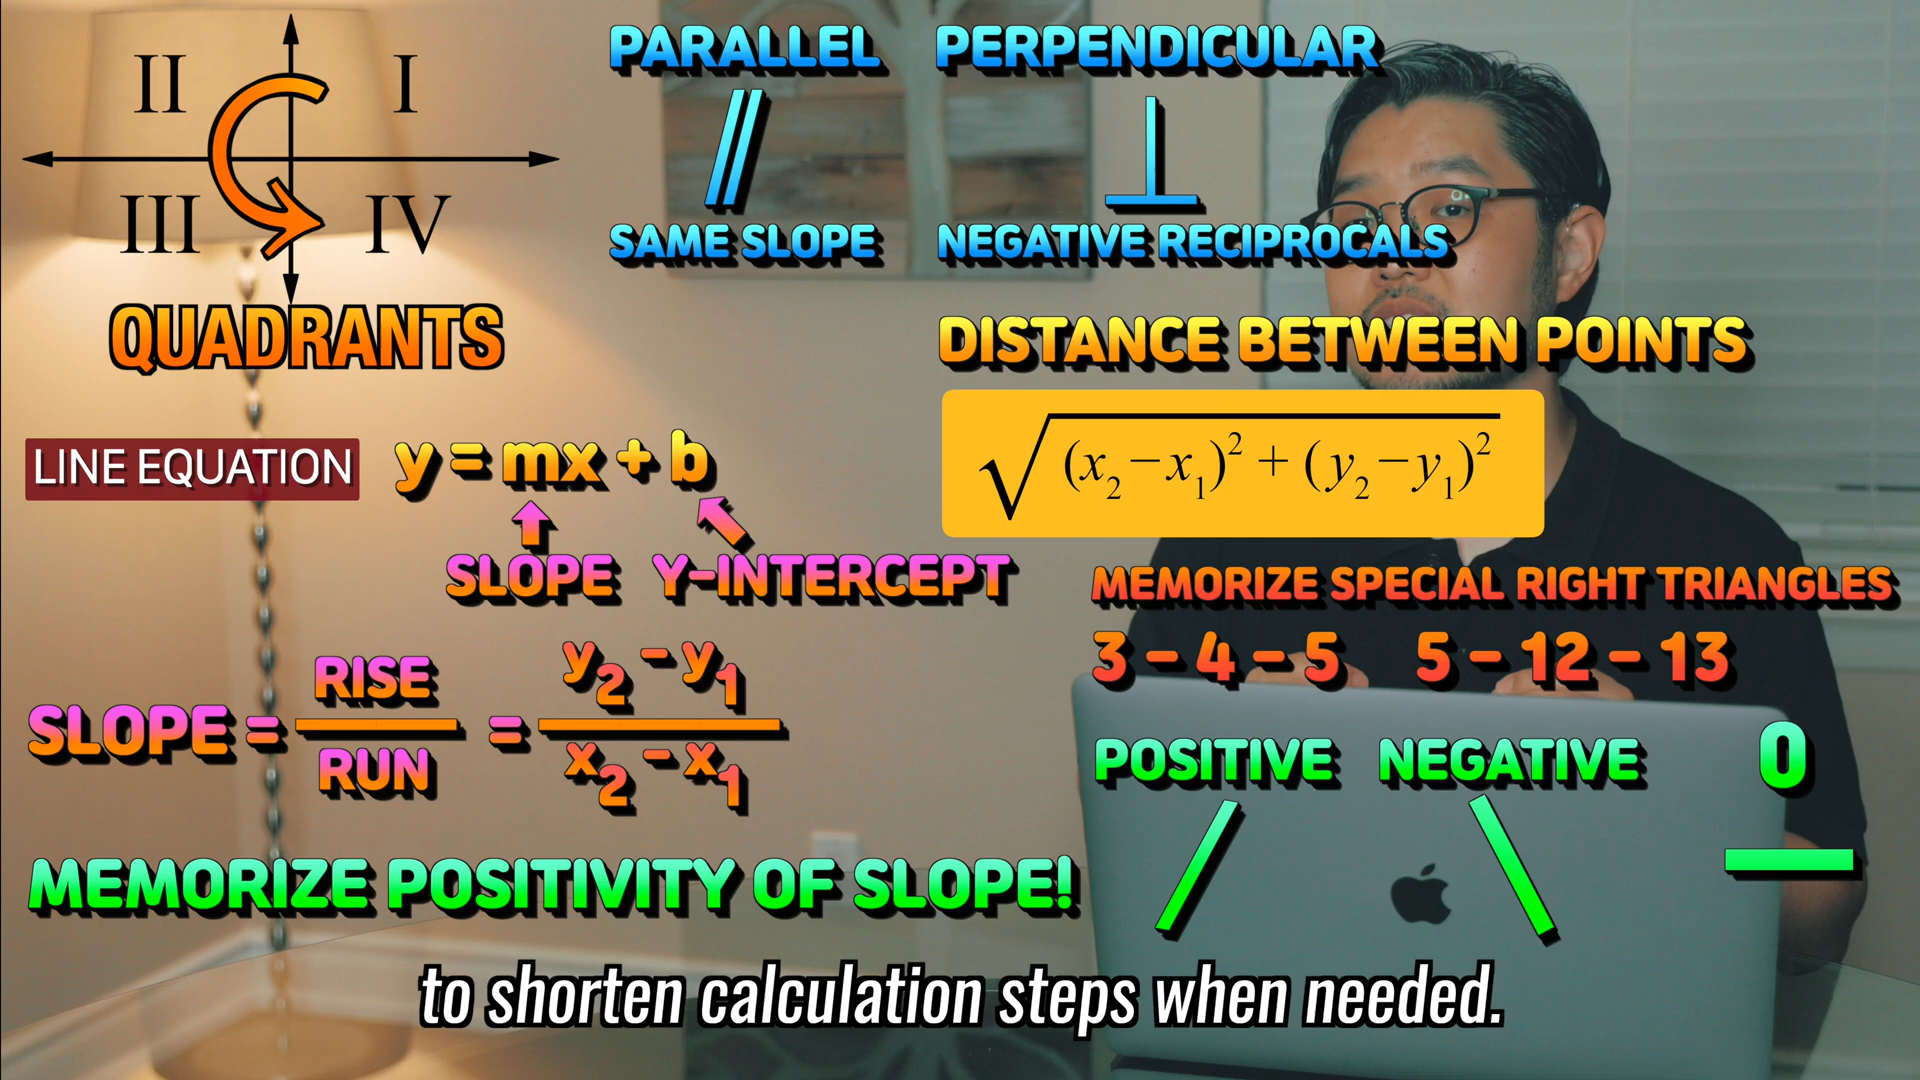 II I
III IV
QUADRANTS
PARALLEL
SAME SLOPE
PERPENDICULAR
NEGATIVE RECIPROCALS
DISTANCE BETWEEN POINTS
√(x₂−x₁)² + (y₂−y₁)²
LINE EQUATION y = mx + b
SLOPE Y-INTERCEPT
SLOPE = RISE / RUN = y₂ - y₁ / x₂ - x₁
MEMORIZE SPECIAL RIGHT TRIANGLES
3 - 4 - 5 5 - 12 - 13
MEMORIZE POSITIVITY OF SLOPE!
POSITIVE NEGATIVE 0
to shorten calculation steps when needed.